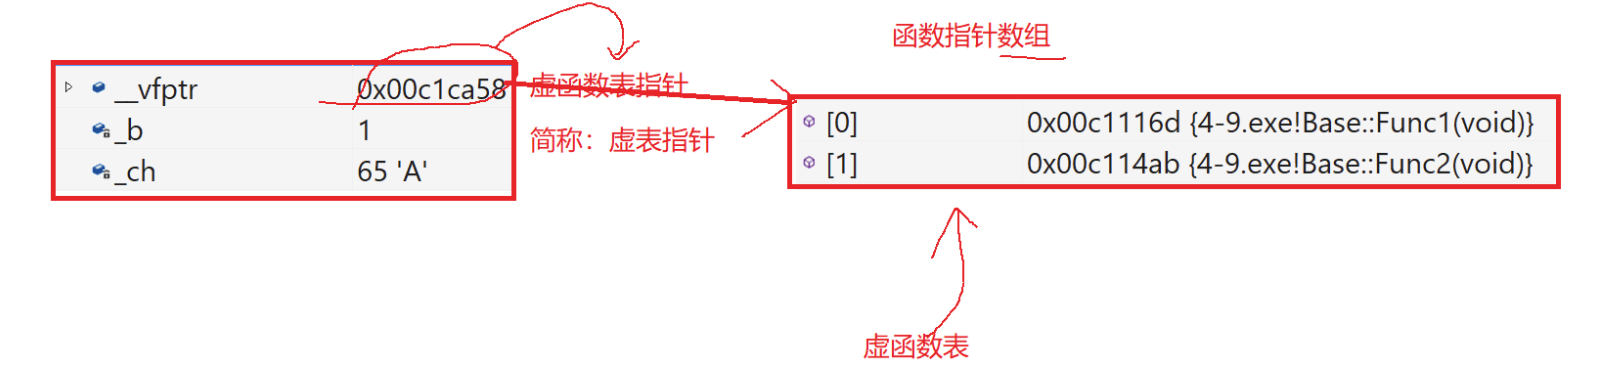 函数指针数组
__vfptr 0x00c1ca58
虚函数表指针
_b 1
简称：虚表指针
_ch 65 'A'
[0] 0x00c1116d {4-9.exe!Base::Func1(void)}
[1] 0x00c114ab {4-9.exe!Base::Func2(void)}
虚函数表